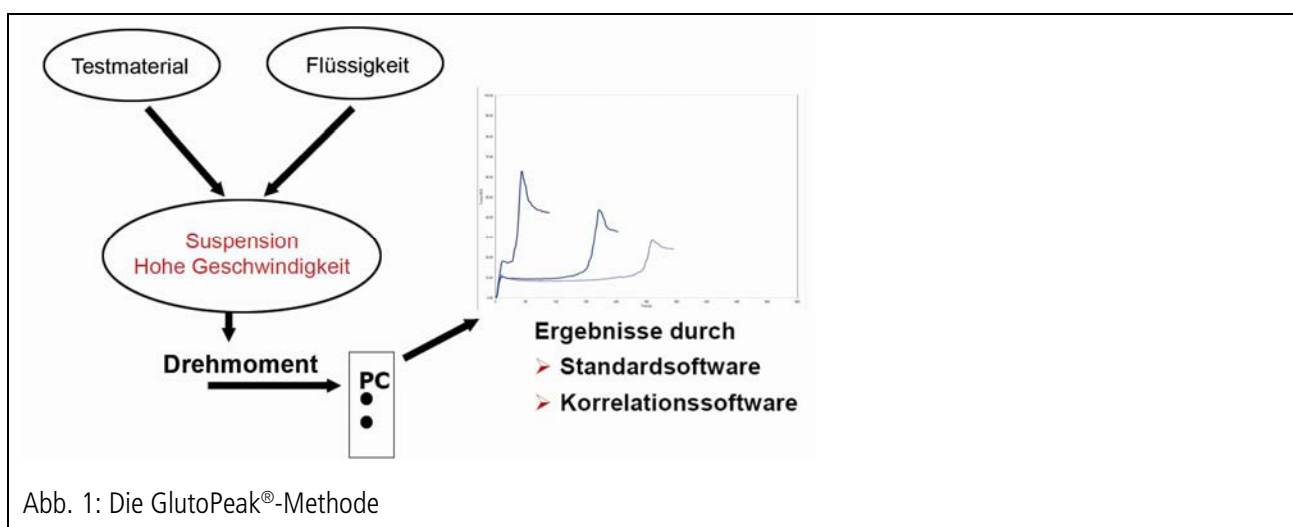 Testmaterial
Flüssigkeit
Suspension
Hohe Geschwindigkeit
Drehmoment
PC
Ergebnisse durch
Standardsoftware
Korrelationssoftware
Abb. 1: Die GlutoPeak®-Methode